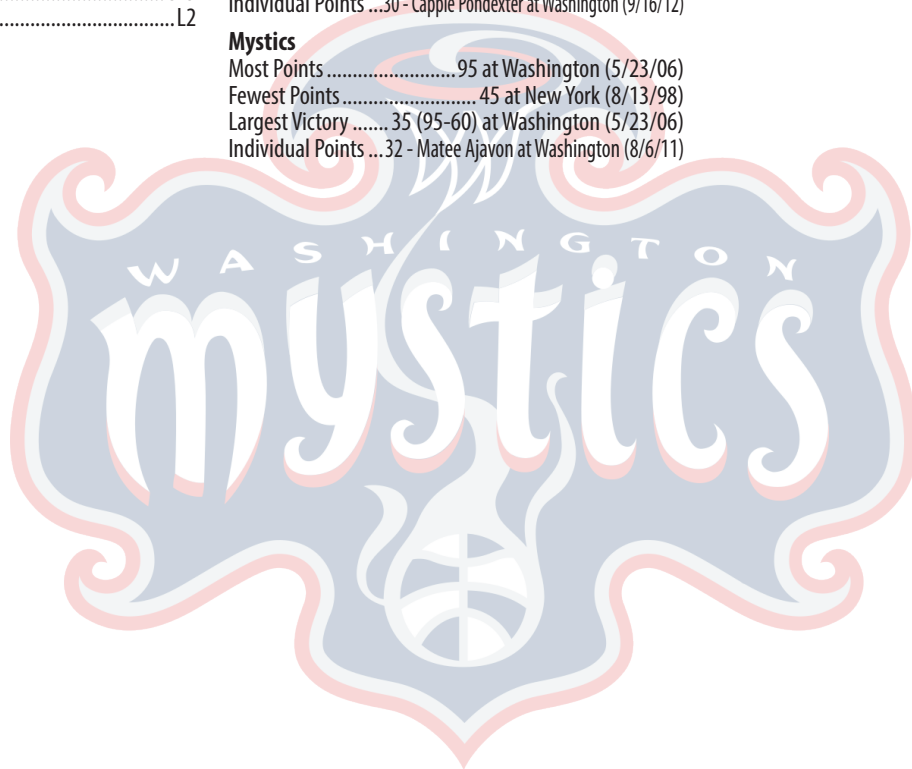 ............................L2
Individual Points ...30 - Cappie Pondexter at Washington (9/16/12)
Mystics
Most Points .........................95 at Washington (5/23/06)
Fewest Points.......................... 45 at New York (8/13/98)
Largest Victory ....... 35 (95-60) at Washington (5/23/06)
Individual Points ...32 - Matee Ajavon at Washington (8/6/11)
WASHINGTON
mystics